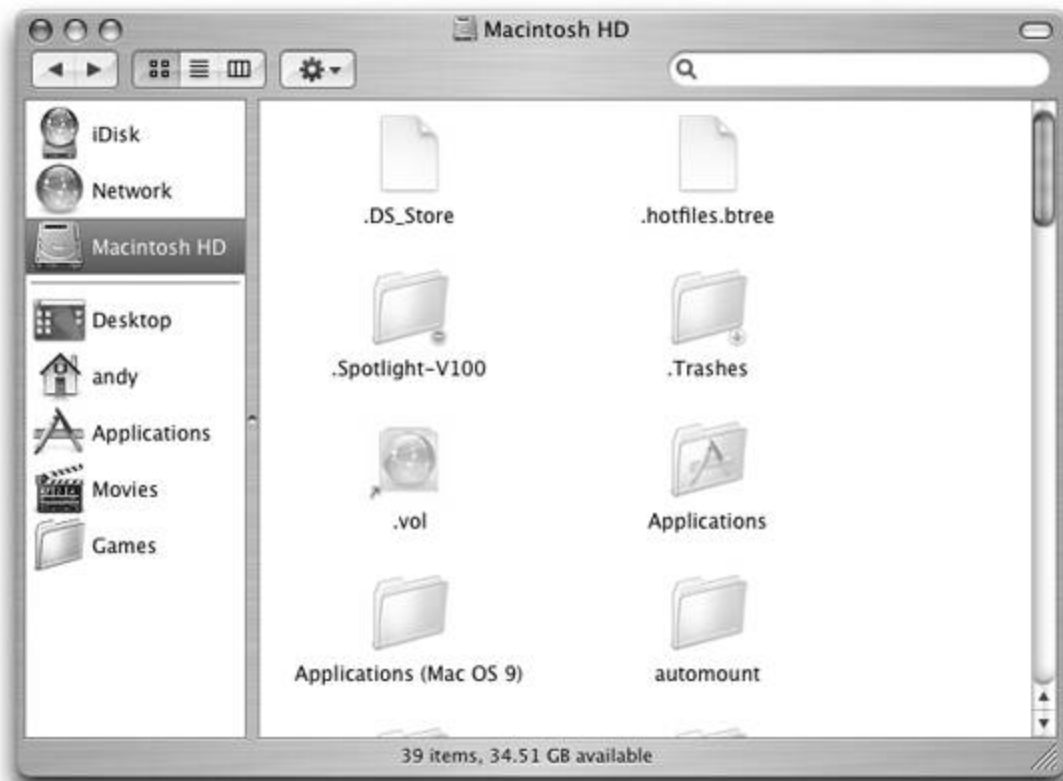 Macintosh HD
iDisk
Network
Macintosh HD
Desktop
andy
Applications
Movies
Games
.DS_Store
.hotfiles.btree
.Spotlight-V100
.Trashes
.vol
Applications
Applications (Mac OS 9)
automount
39 items, 34.51 GB available